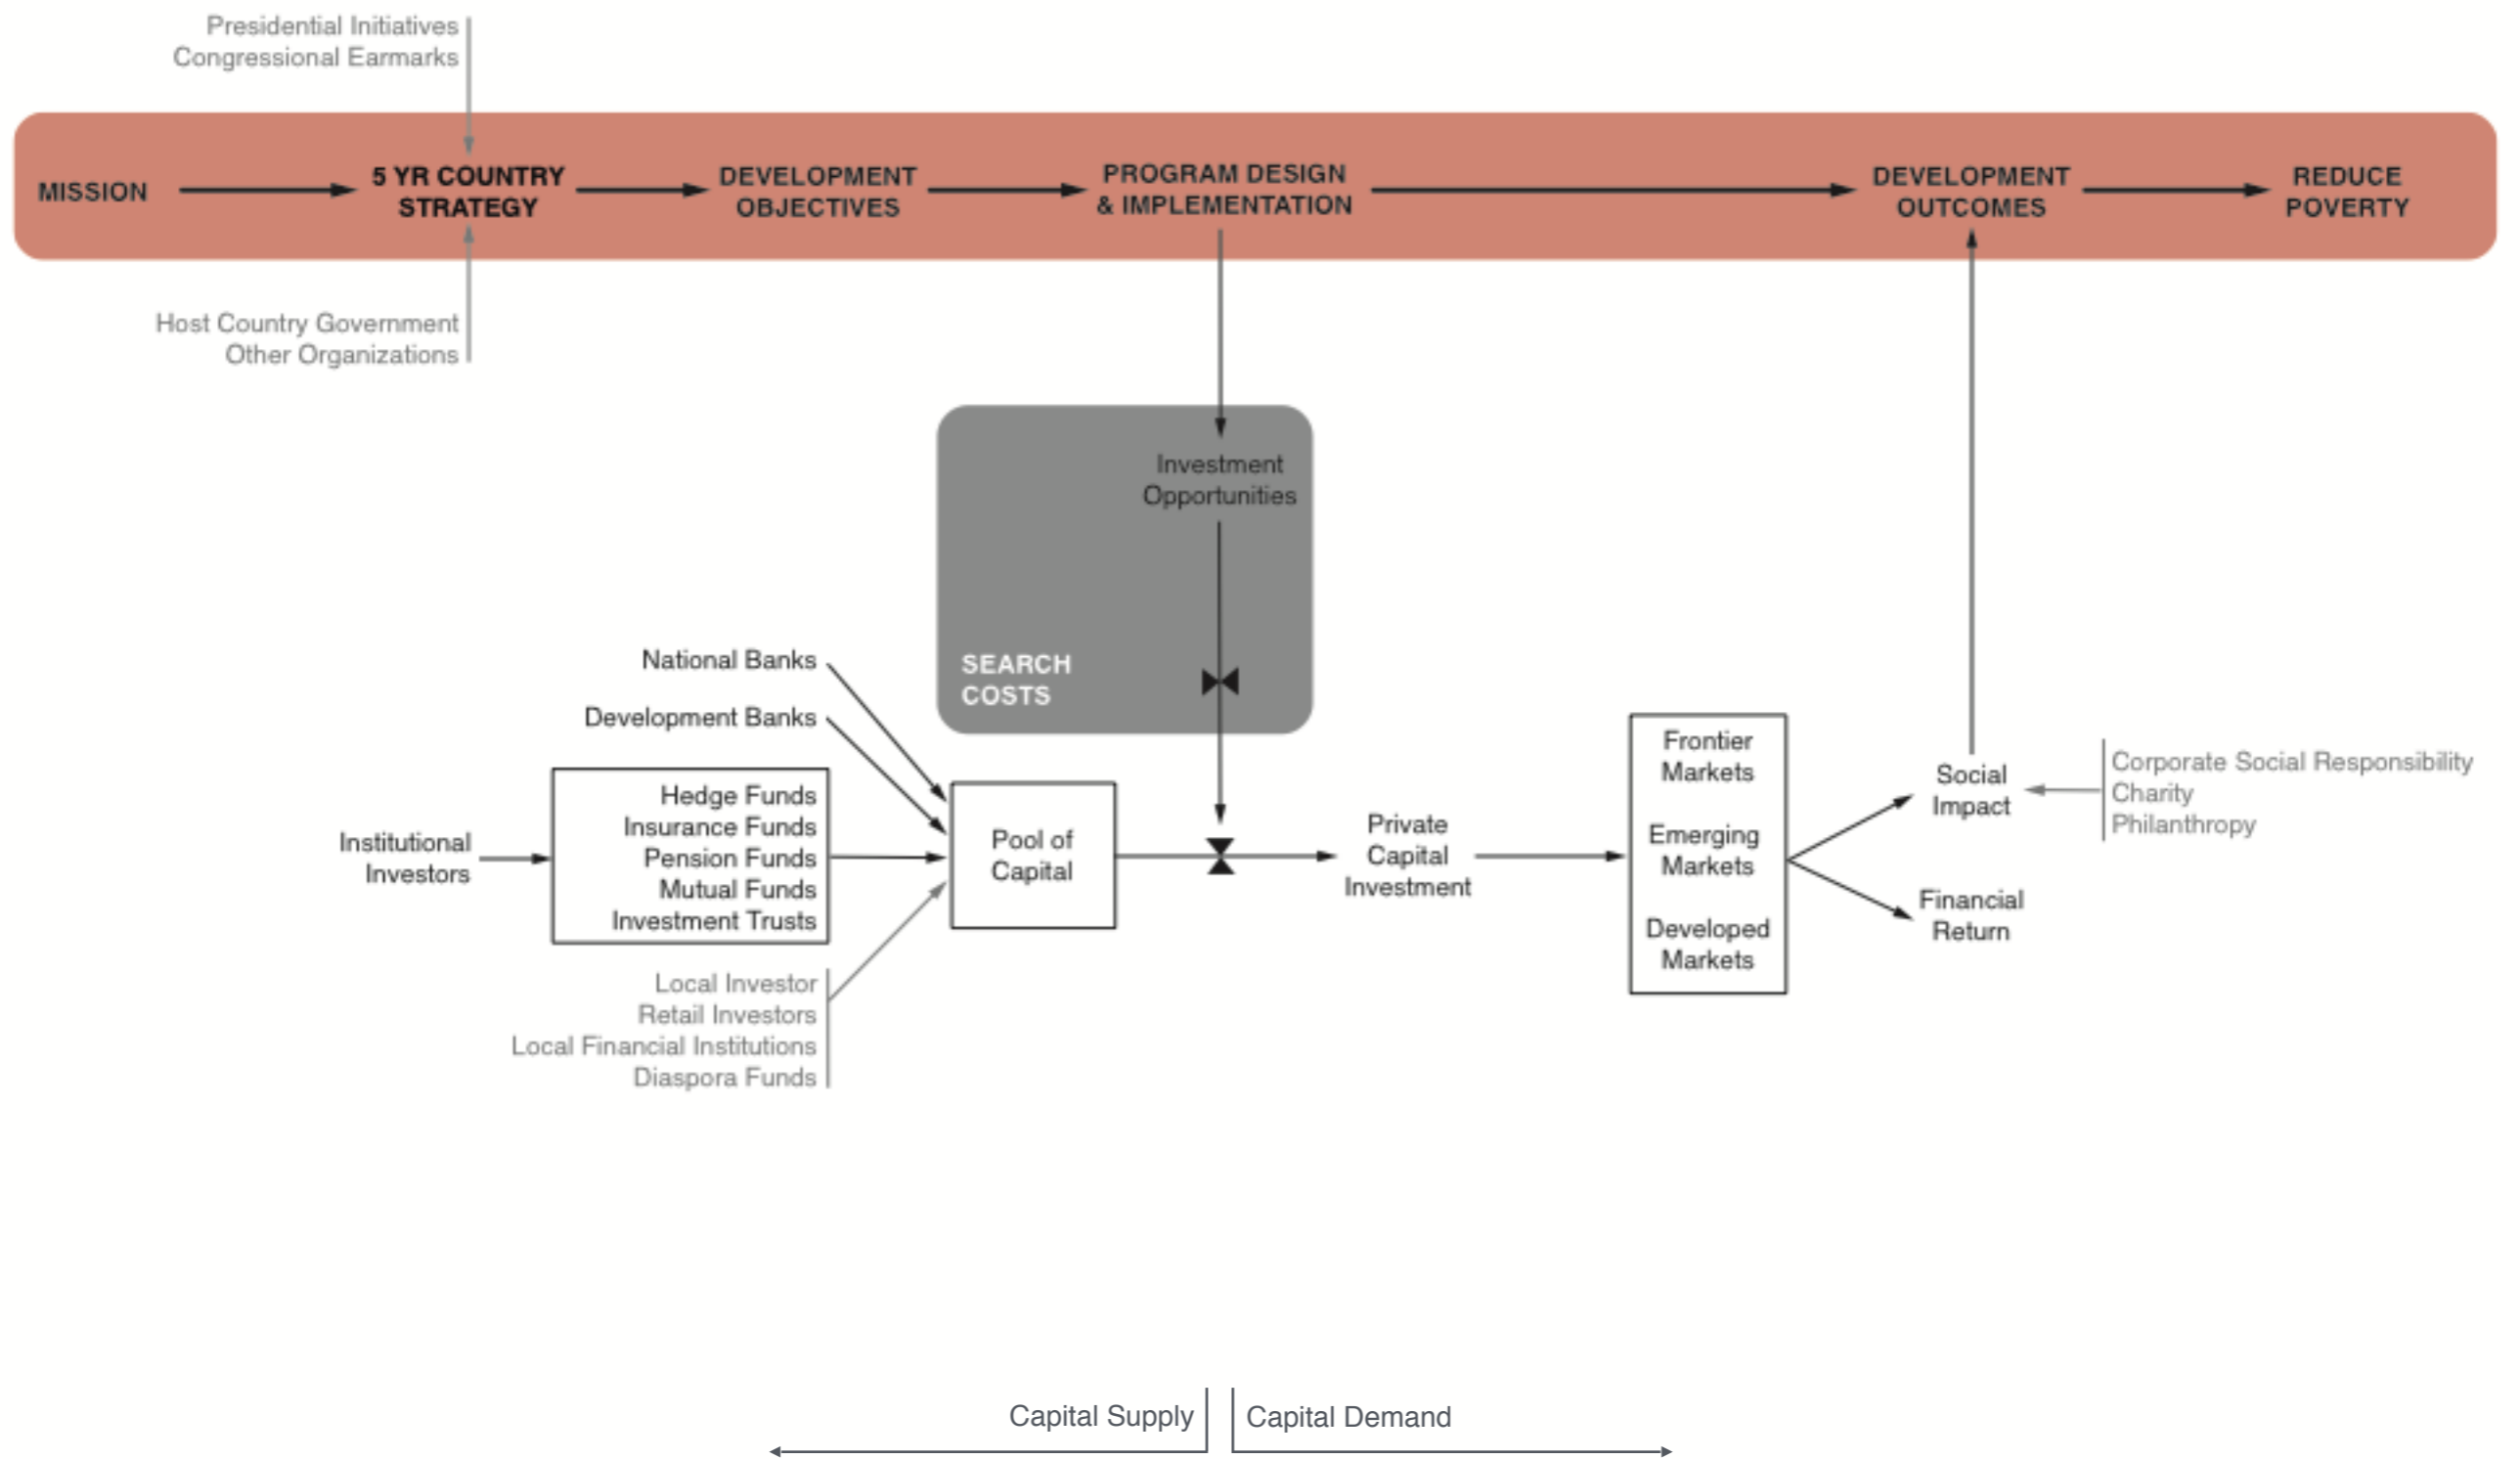 Presidential Initiatives
Congressional Earmarks
MISSION
5 YR COUNTRY
STRATEGY
DEVELOPMENT
OBJECTIVES
PROGRAM DESIGN
& IMPLEMENTATION
DEVELOPMENT
OUTCOMES
REDUCE
POVERTY
Host Country Government
Other Organizations
Investment
Opportunities
SEARCH
COSTS
National Banks
Development Banks
Institutional
Investors
Hedge Funds
Insurance Funds
Pension Funds
Mutual Funds
Investment Trusts
Local Investor
Retail Investors
Local Financial Institutions
Diaspora Funds
Pool of
Capital
Private
Capital
Investment
Frontier
Markets
Emerging
Markets
Developed
Markets
Social
Impact
Financial
Return
Corporate Social Responsibility
Charity
Philanthropy
Capital Supply
Capital Demand